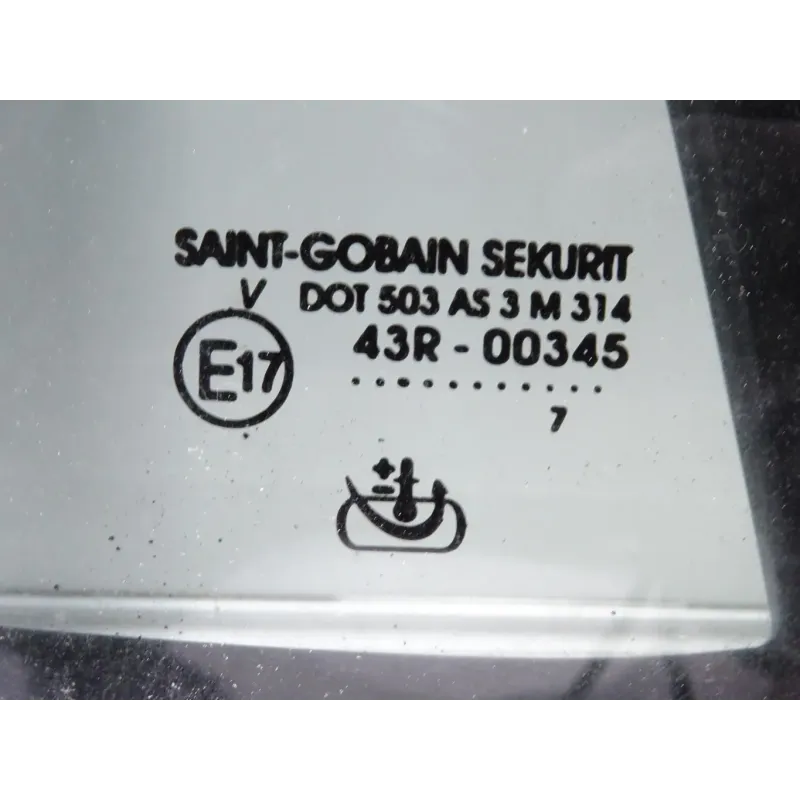 SAINT-GOBAIN SEKURIT
V DOT 503 AS 3 M 314
E17 43R - 00345
...........
7